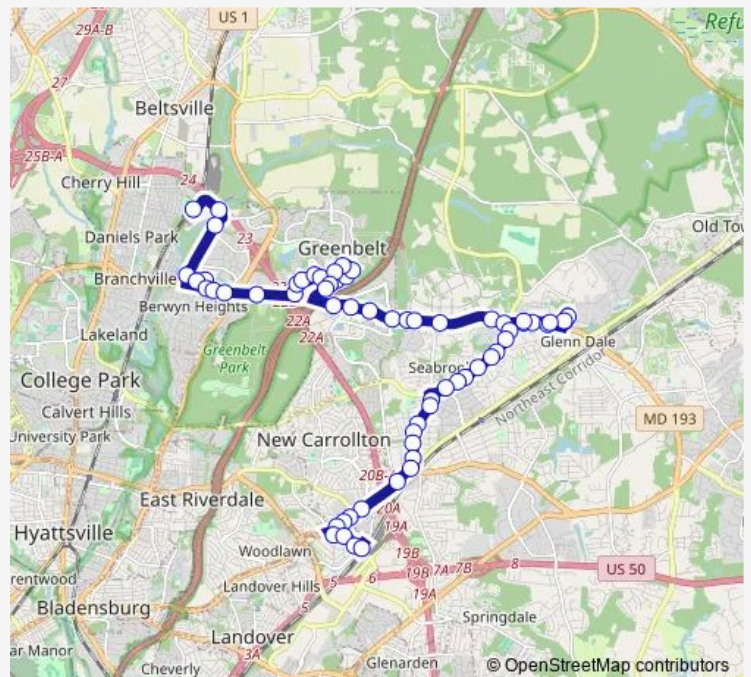 US 1
Refu
29A-B
27
Beltsville
25B-A
24
Cherry Hill
Old Tow
Daniels Park
23
Greenbelt
Branchville
Berwyn Heights
22A
22A
Lakeland
Greenbelt
Park
Glenn Dale
Seabroo
College Park
Northeast Corridor
Calvert Hills
MD 193
University Park
New Carrollton
20B-
East Riverdale
20A
19A
Hyattsville
19B
Woodlawn
7A 7B
8
US 50
rentwood
Landover Hills
5
6
19B
19A
Bladensburg
5
Springdale
Landover
ar Manor
3A
Glenarden
Cheverly
© OpenStreetMap contributors